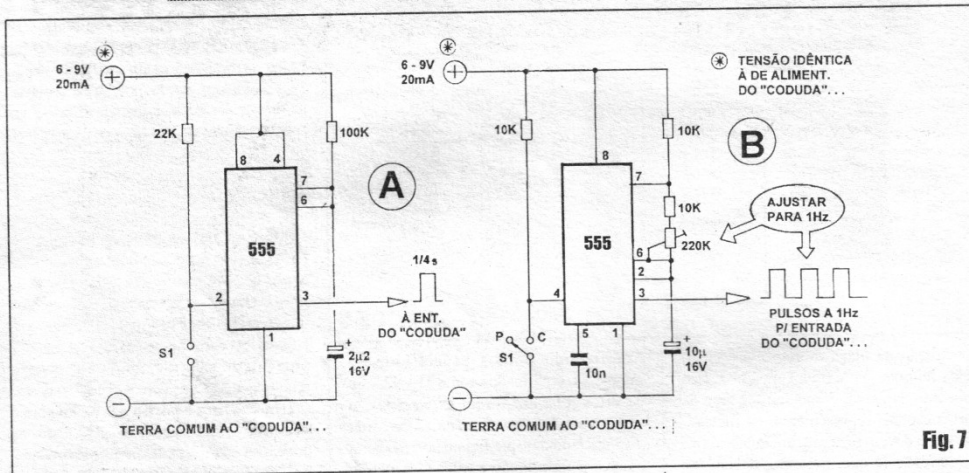 6 - 9V
20mA
22K
100K
8
4
7
6
A
555
2
3
1/4 s
À ENT.
DO "CODUDA"
1
S1
+
2µ2
16V
TERRA COMUM AO "CODUDA"...
6 - 9V
20mA
TENSÃO IDÊNTICA
À DE ALIMENT.
DO "CODUDA"...
10K
10K
8
B
7
10K
AJUSTAR
PARA 1Hz
220K
555
6
2
4
3
PULSOS A 1Hz
P/ ENTRADA
DO "CODUDA"...
5
1
P
C
S1
10n
+
10µ
16V
TERRA COMUM AO "CODUDA"...
Fig. 7